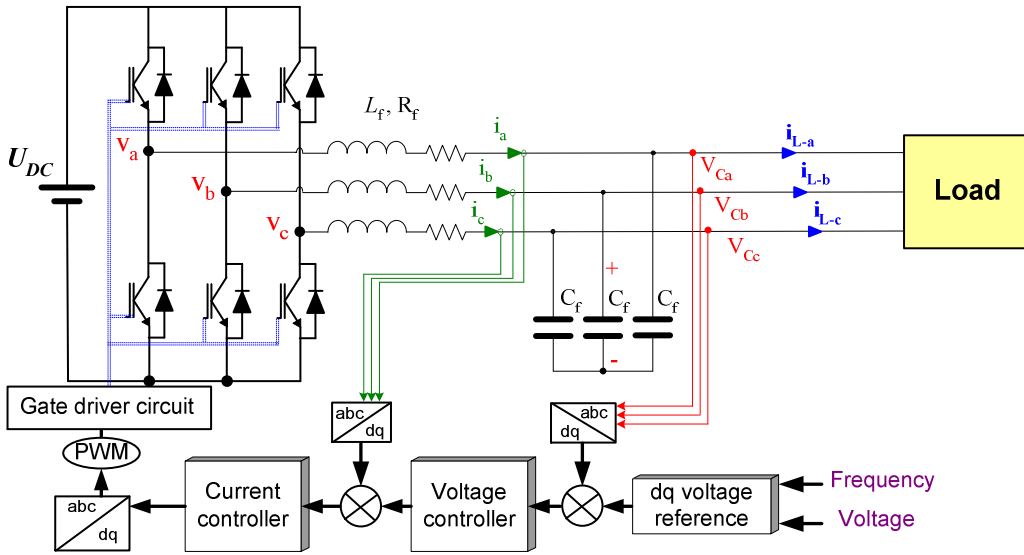 L_f, R_f
i_a
i_L-a
V_a
V_Ca
U_DC
i_b
i_L-b
V_b
V_Cb
Load
i_c
i_L-c
V_c
V_Cc
+
C_f
C_f
C_f
-
Gate driver circuit
abc
dq
abc
dq
PWM
Current
controller
Voltage
controller
dq voltage
reference
Frequency
Voltage
abc
dq